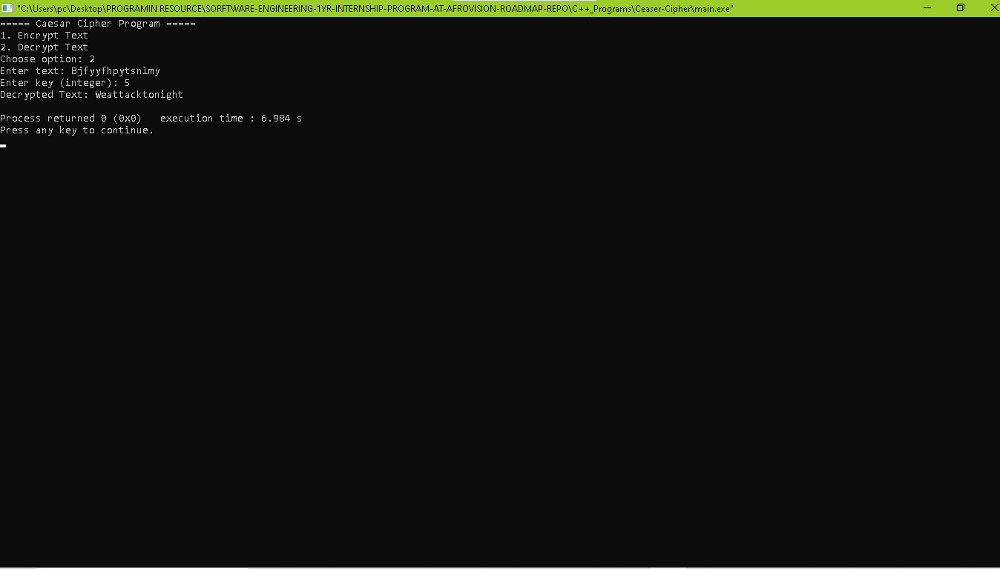 "C:\Users\pc\Desktop\PROGRAMIN RESOURCE\SORFTWARE-ENGINEERING-1YR-INTERNSHIP-PROGRAM-AT-AFROVISION-ROADMAP-REPO\C++_Programs\Ceaser-Cipher\main.exe"
===== Caesar Cipher Program =====
1. Encrypt Text
2. Decrypt Text
Choose option: 2
Enter text: Bjfyyfhpytsnlmy
Enter key (integer): 5
Decrypted Text: Weattacktonight
Process returned 0 (0x0)   execution time : 6.984 s
Press any key to continue.